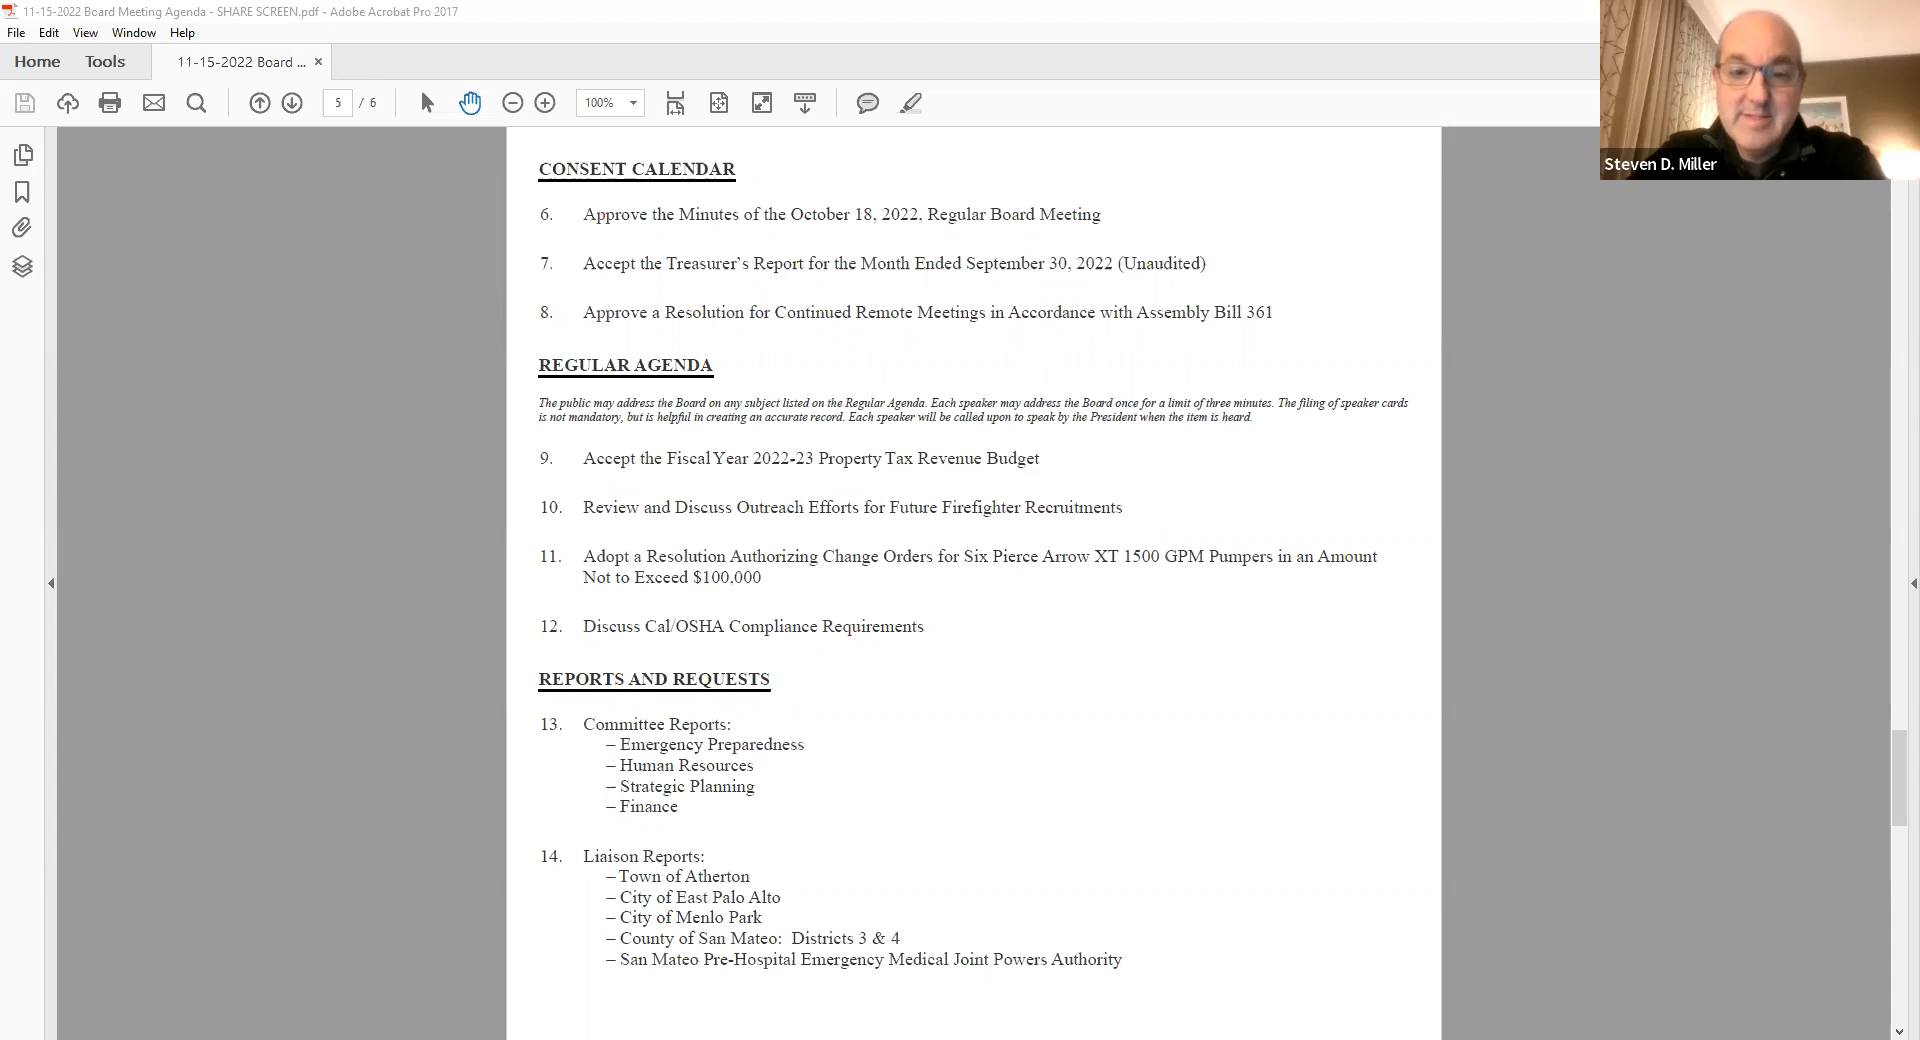 11-15-2022 Board Meeting Agenda - SHARE SCREEN.pdf - Adobe Acrobat Pro 2017
File Edit View Window Help
Home Tools 11-15-2022 Board ... ×
5 / 6 100%
Steven D. Miller
CONSENT CALENDAR
6. Approve the Minutes of the October 18, 2022, Regular Board Meeting
7. Accept the Treasurer’s Report for the Month Ended September 30, 2022 (Unaudited)
8. Approve a Resolution for Continued Remote Meetings in Accordance with Assembly Bill 361
REGULAR AGENDA
The public may address the Board on any subject listed on the Regular Agenda. Each speaker may address the Board once for a limit of three minutes. The filing of speaker cards
is not mandatory, but is helpful in creating an accurate record. Each speaker will be called upon to speak by the President when the item is heard.
9. Accept the Fiscal Year 2022-23 Property Tax Revenue Budget
10. Review and Discuss Outreach Efforts for Future Firefighter Recruitments
11. Adopt a Resolution Authorizing Change Orders for Six Pierce Arrow XT 1500 GPM Pumpers in an Amount
Not to Exceed $100,000
12. Discuss Cal/OSHA Compliance Requirements
REPORTS AND REQUESTS
13. Committee Reports:
– Emergency Preparedness
– Human Resources
– Strategic Planning
– Finance
14. Liaison Reports:
– Town of Atherton
– City of East Palo Alto
– City of Menlo Park
– County of San Mateo: Districts 3 & 4
– San Mateo Pre-Hospital Emergency Medical Joint Powers Authority